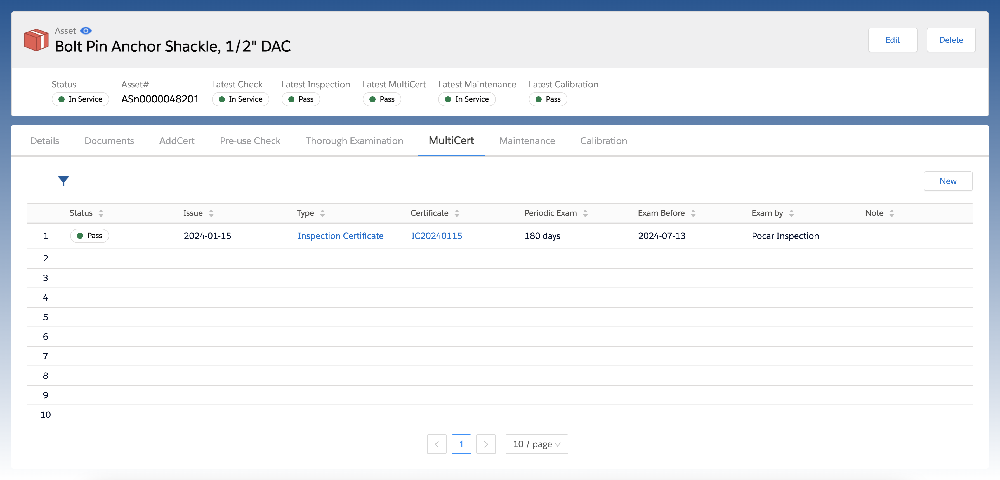 Asset
Bolt Pin Anchor Shackle, 1/2" DAC
Edit
Delete
Status
Asset#
Latest Check
Latest Inspection
Latest MultiCert
Latest Maintenance
Latest Calibration
In Service
ASn0000048201
In Service
Pass
Pass
In Service
Pass
Details
Documents
AddCert
Pre-use Check
Thorough Examination
MultiCert
Maintenance
Calibration
New
Status
Issue
Type
Certificate
Periodic Exam
Exam Before
Exam by
Note
1
Pass
2024-01-15
Inspection Certificate
IC20240115
180 days
2024-07-13
Pocar Inspection
2
3
4
5
6
7
8
9
10
<
1
>
10 / page